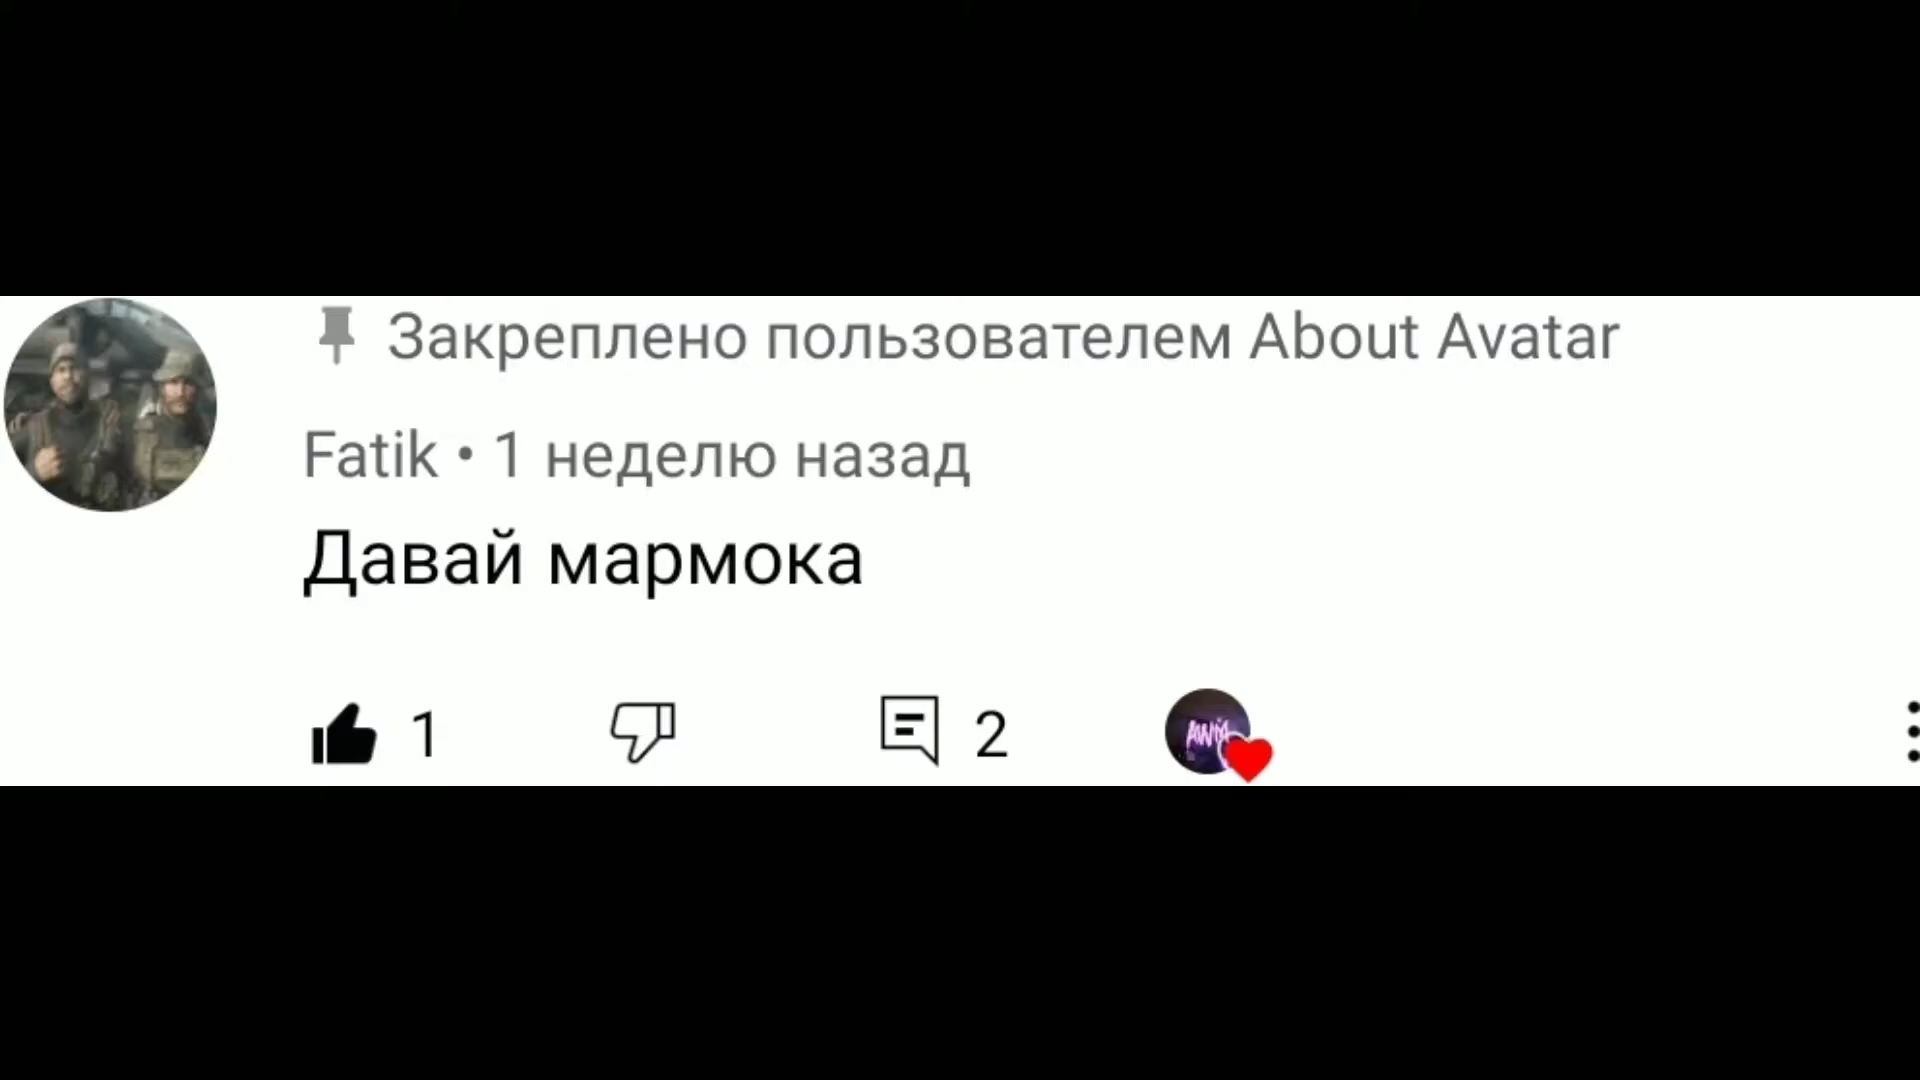 Закреплено пользователем About Avatar
Fatik • 1 неделю назад
Давай мармока
1
2